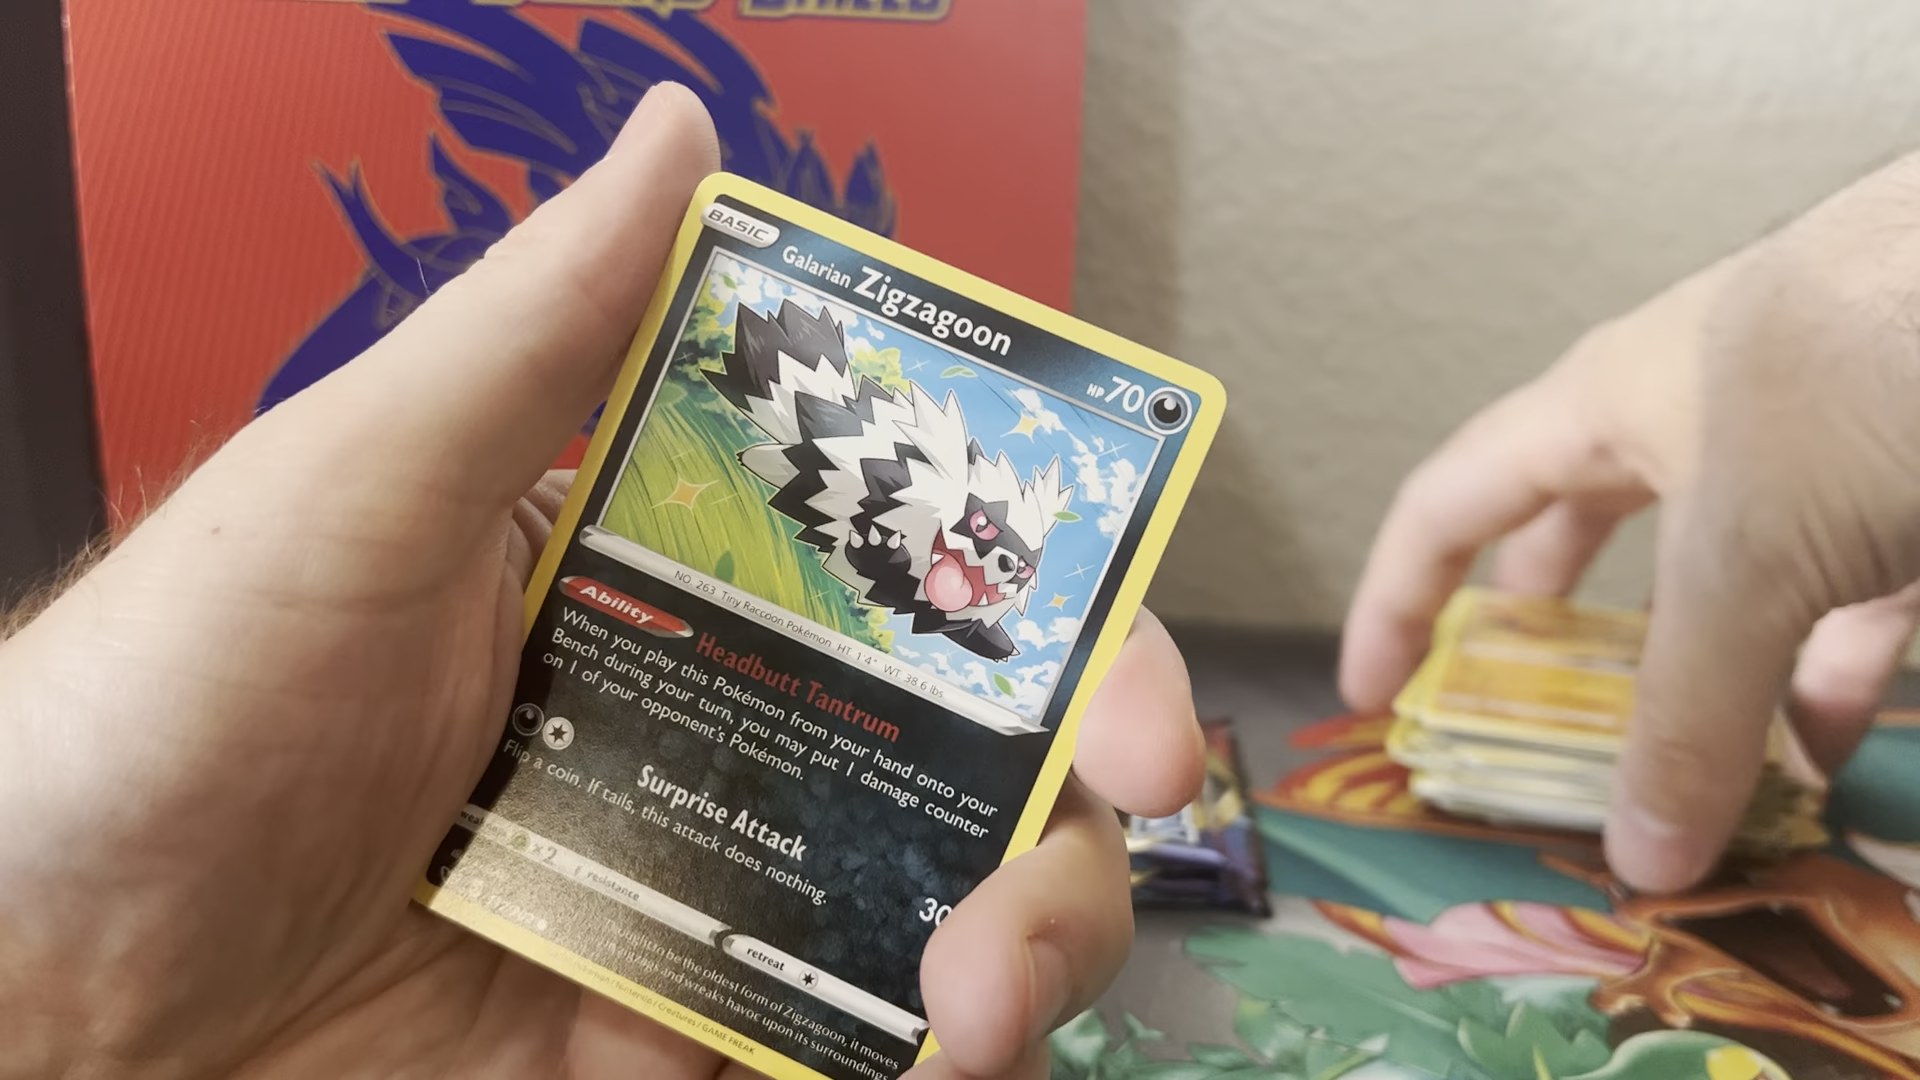 SHIELD
BASIC
Galarian Zigzagoon
HP 70
NO. 263 Tiny Raccoon Pokémon HT: 1'4" WT: 38.6 lbs.
Ability Headbutt Tantrum
When you play this Pokémon from your hand onto your
Bench during your turn, you may put 1 damage counter
on 1 of your opponent's Pokémon.
Surprise Attack
30
Flip a coin. If tails, this attack does nothing.
weakness ×2
resistance
retreat
Thought to be the oldest form of Zigzagoon, it moves
in zigzags and wreaks havoc upon its surroundings.
Pokémon / Nintendo / Creatures / GAME FREAK